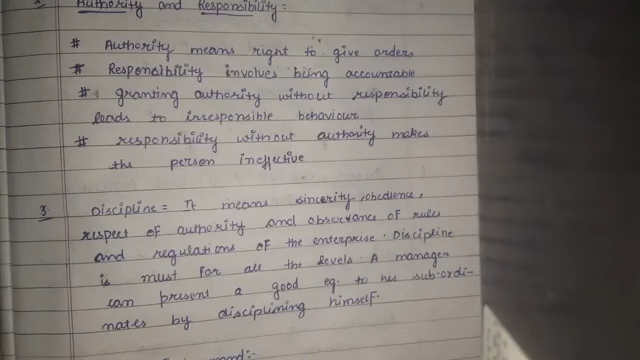 Authority and Responsibility :
# Authority means right to give orders
# Responsibility involves being accountable
# granting authority without responsibility
leads to irresponsible behaviour
# responsibility without authority makes
the person ineffective
3. Discipline = It means sincerity, obedience,
respect of authority and observance of rules
and regulations of the enterprise. Discipline
is must for all the levels. A manager
can present a good eg. to his sub-ordi-
nates by disciplining himself.